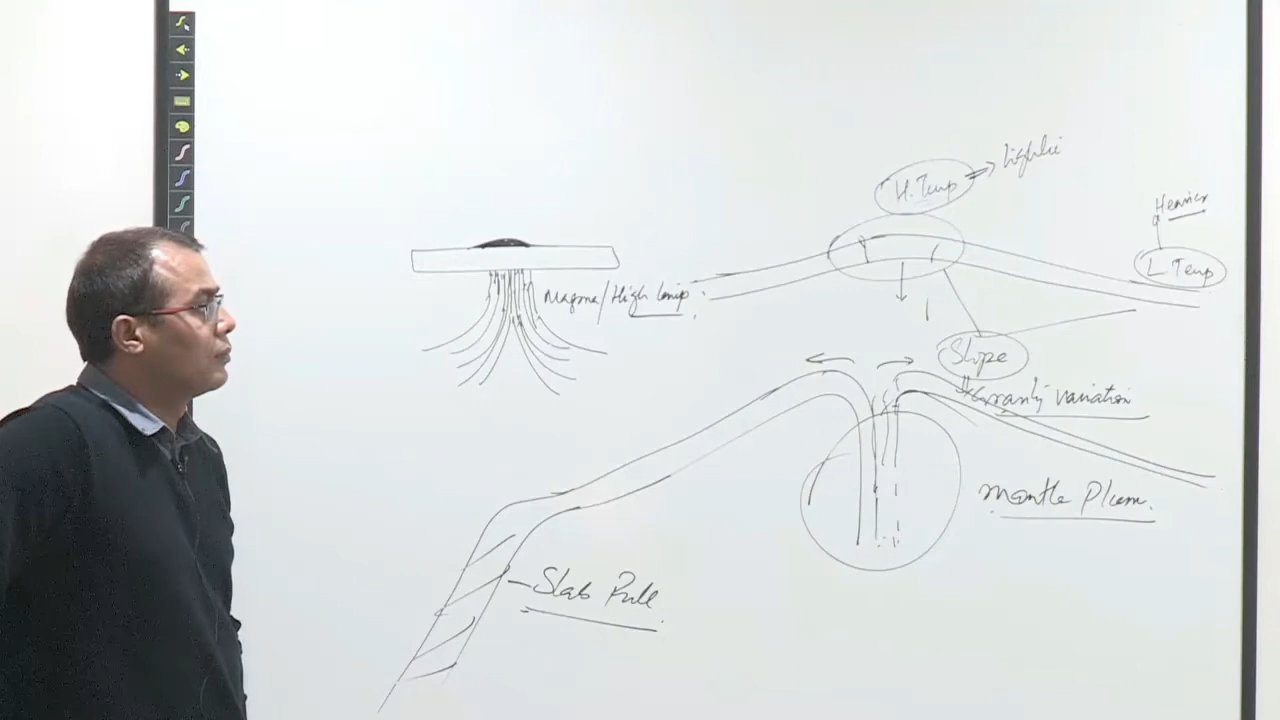 H. Temp
Lighter
Heavier
L. Temp
Magma/High temp.
Slope
Gravity variation
Mantle Plum.
Slab Pull